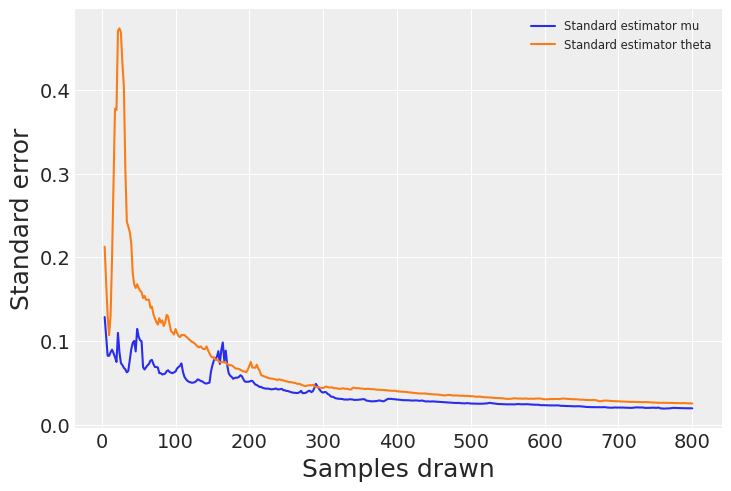 Standard estimator mu
Standard estimator theta
Standard error
0.4
0.3
0.2
0.1
0.0
0 100 200 300 400 500 600 700 800
Samples drawn